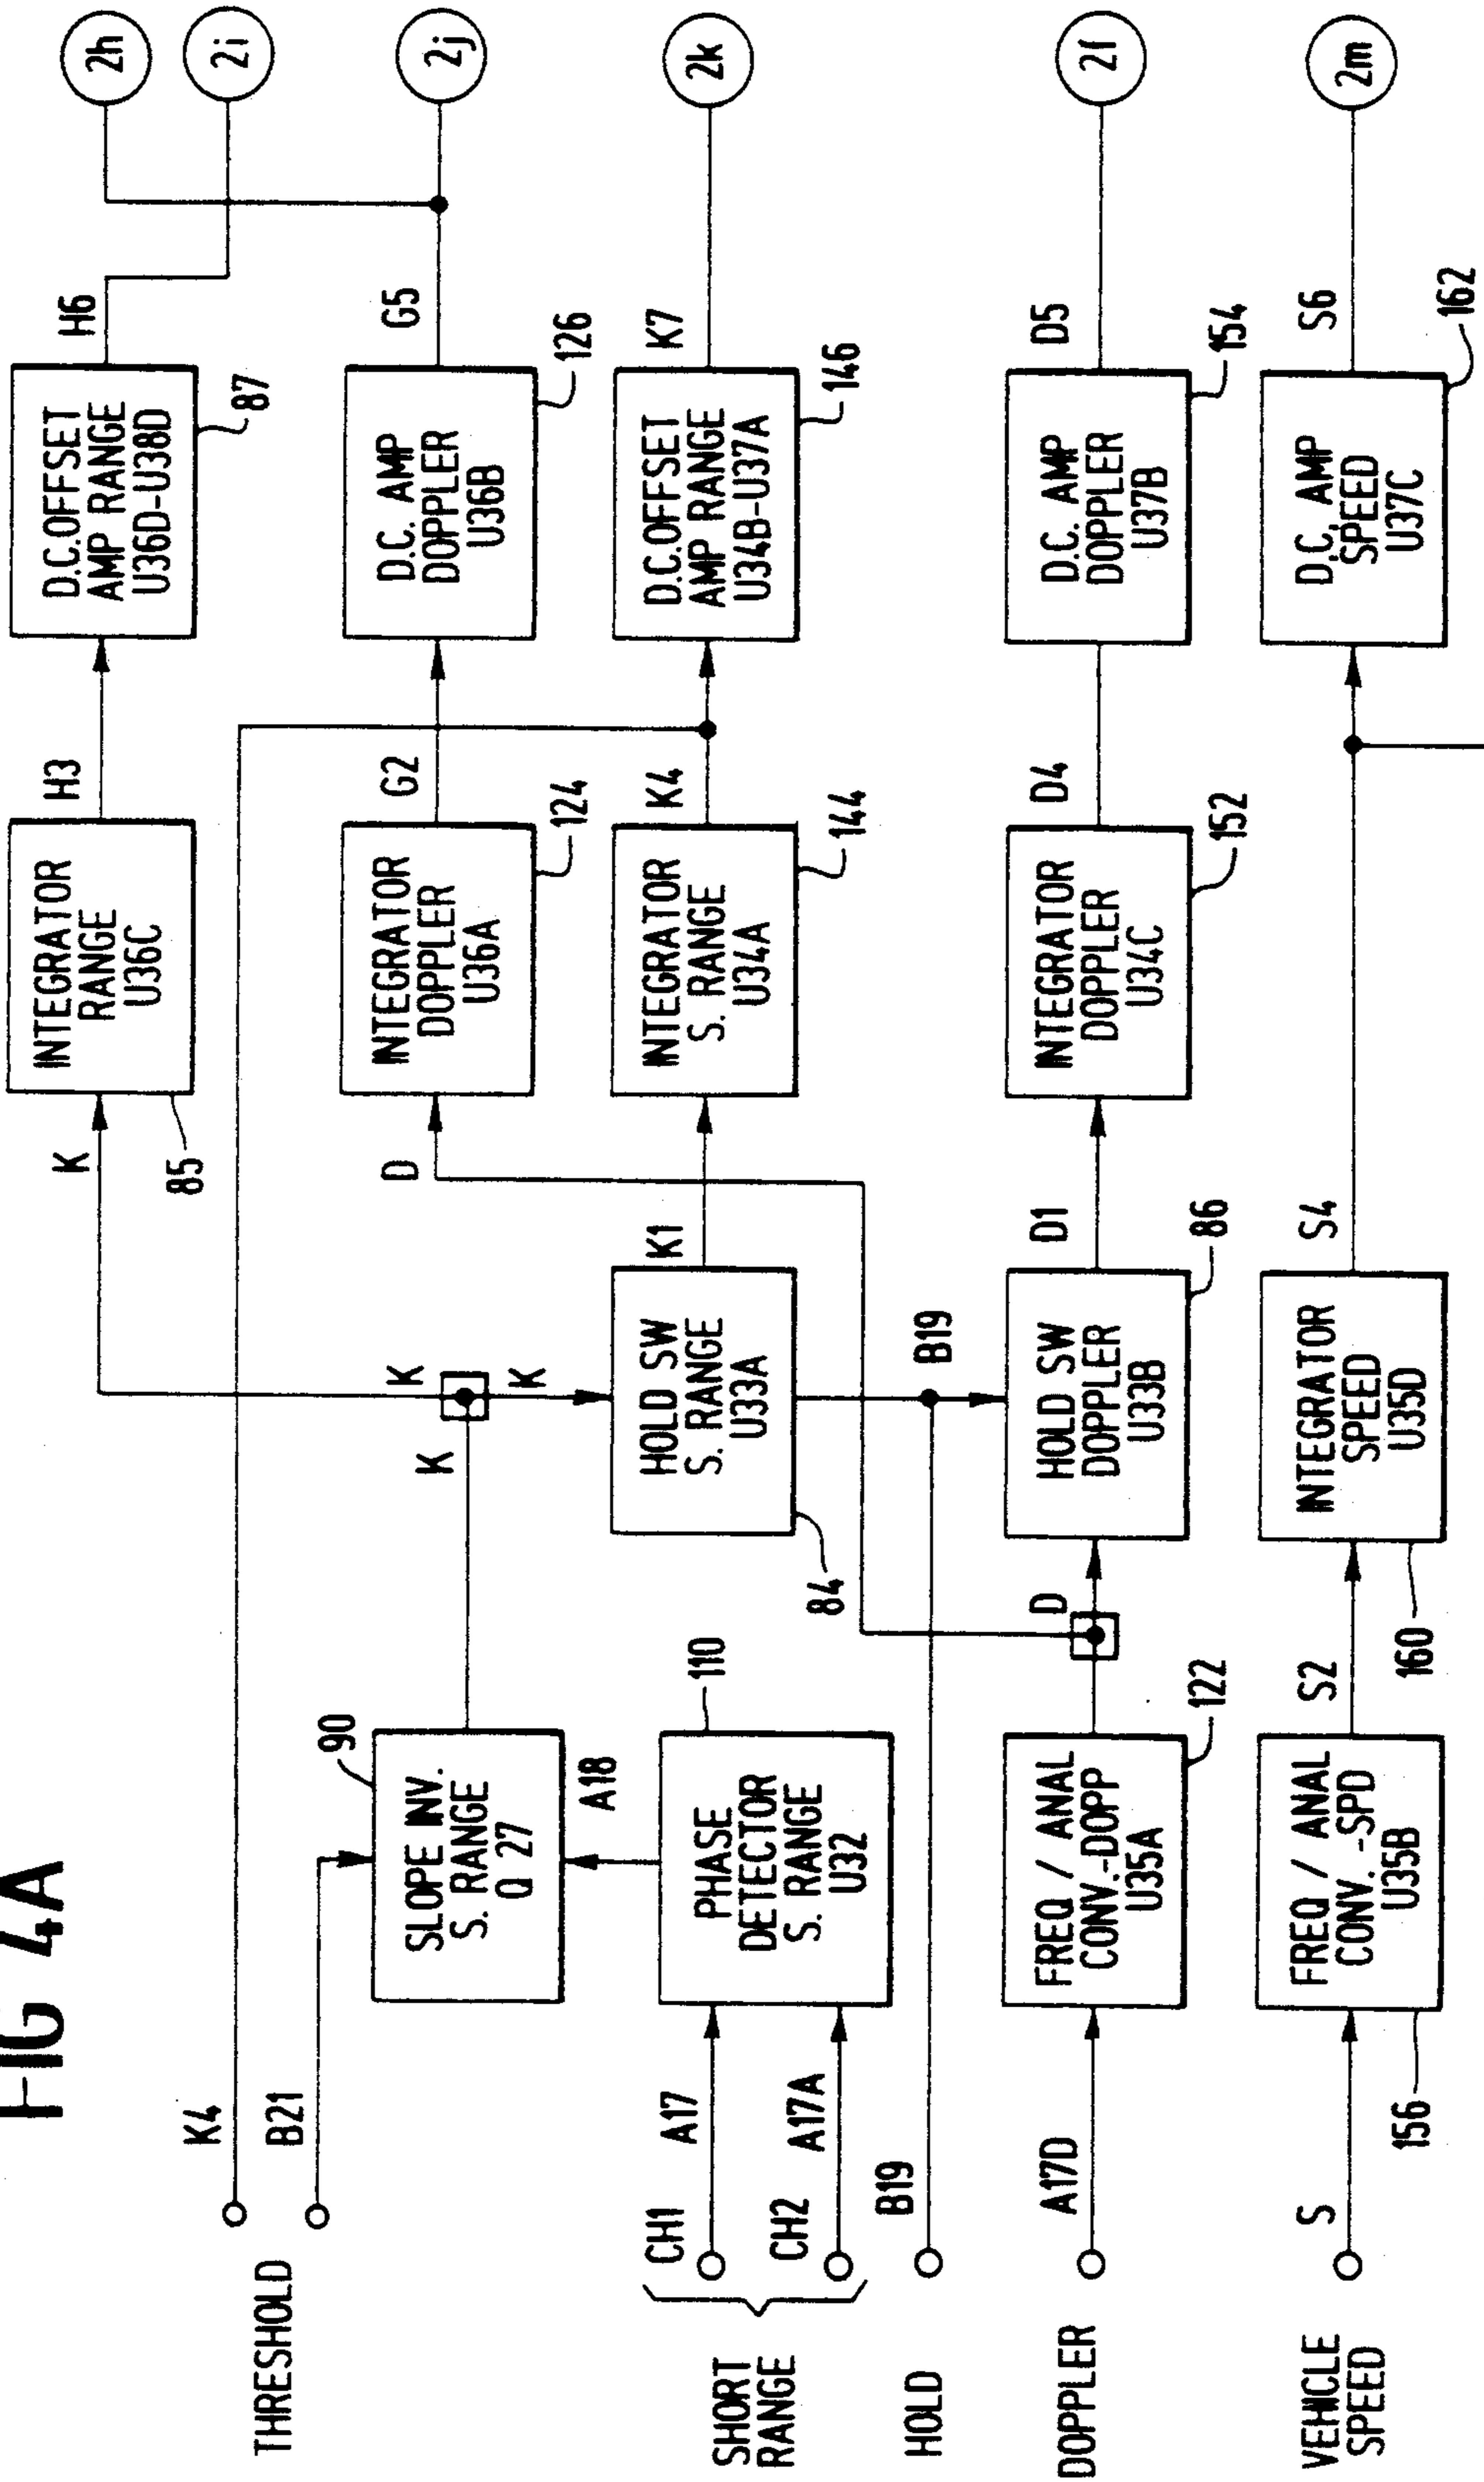 FIG 4A
K4
B21
THRESHOLD
CH1
A17
CH2
A17A
SHORT
RANGE
B19
HOLD
A17D
DOPPLER
S
VEHICLE
SPEED
90
SLOPE INV.
S. RANGE
Q 27
A18
110
PHASE
DETECTOR
S. RANGE
U32
FREQ / ANAL
CONV.-DOPP
U35A
122
FREQ / ANAL
CONV. -SPD
U35B
156
K
K
K
K
HOLD SW
S. RANGE
U33A
84
K1
B19
D
D
HOLD SW
DOPPLER
U33B
86
D1
S2
INTEGRATOR
SPEED
U35D
160
S4
INTEGRATOR
RANGE
U36C
85
H3
INTEGRATOR
DOPPLER
U36A
124
G2
INTEGRATOR
S. RANGE
U34A
144
K4
INTEGRATOR
DOPPLER
U34C
152
D4
D.C.OFFSET
AMP RANGE
U36D-U38D
87
H6
D.C. AMP
DOPPLER
U36B
126
G5
D.C.OFFSET
AMP RANGE
U34B-U37A
146
K7
D.C. AMP
DOPPLER
U37B
154
D5
D.C. AMP
SPEED
U37C
162
S6
2h
2i
2j
2k
2l
2m